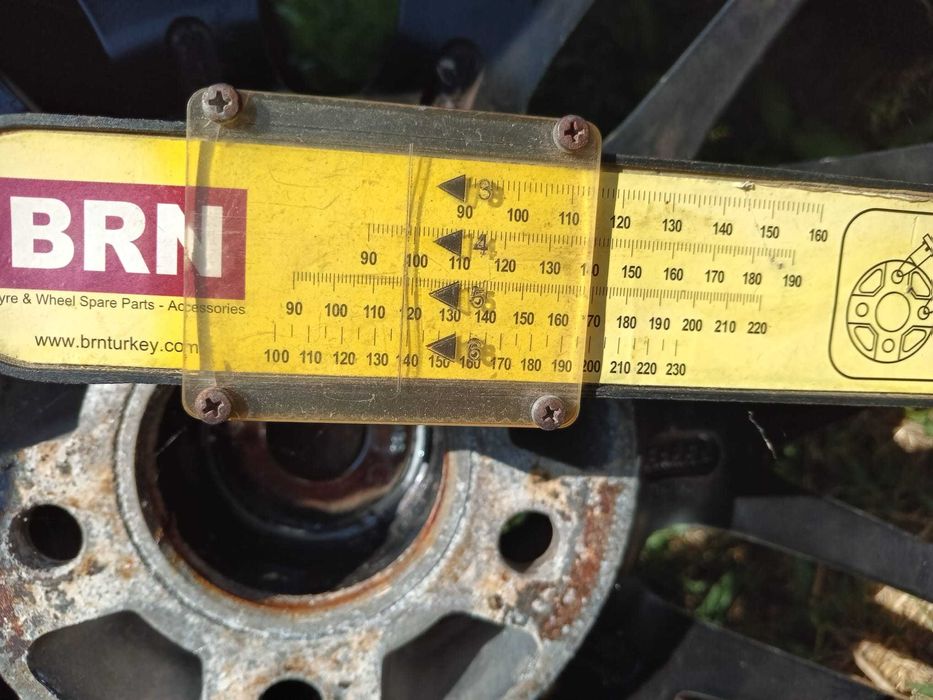 BRN
Tyre & Wheel Spare Parts - Accessories
www.brnturkey.com
3
90 100 110 120 130 140 150 160
4
90 100 110 120 130 140 150 160 170 180 190
5
90 100 110 120 130 140 150 160 170 180 190 200 210 220
6
100 110 120 130 140 150 160 170 180 190 200 210 220 230